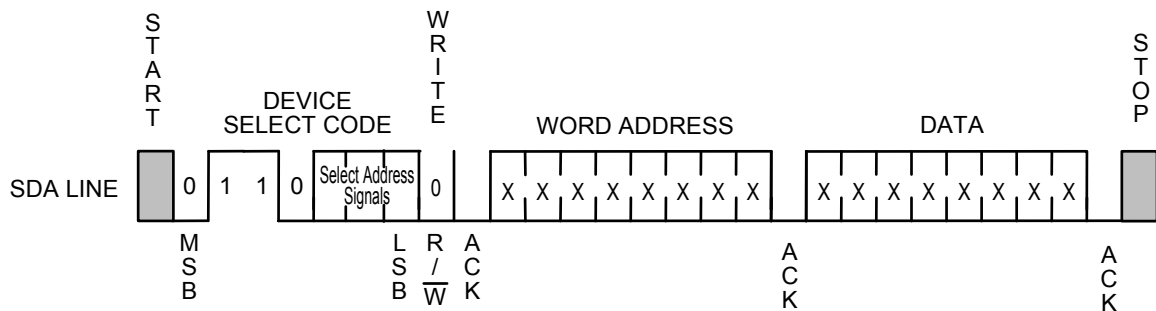 START
WRITE
STOP
DEVICE
SELECT CODE
WORD ADDRESS
DATA
SDA LINE
0 1 1 0 Select Address Signals 0 X X X X X X X X X X X X X X X X
MSB
LSB
R/W
ACK
ACK
ACK